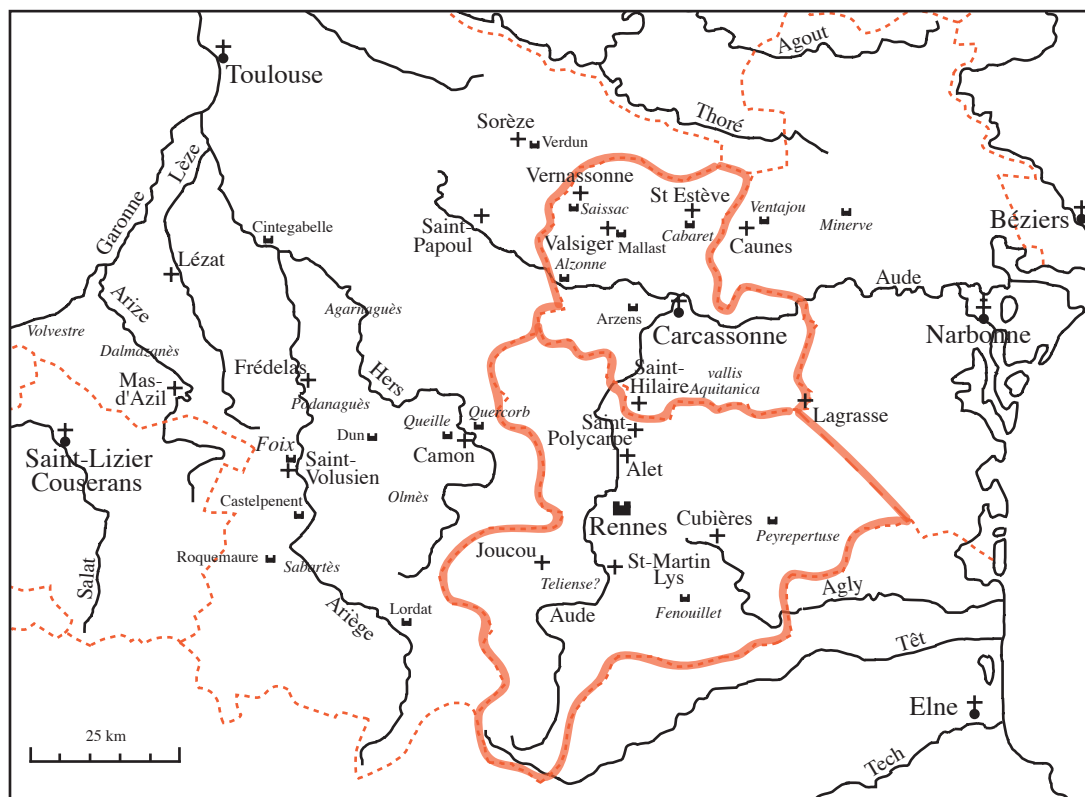 Agout
Toulouse
Thoré
Sorèze
Verdun
Lèze
Vernassonne
St Estève
Saissac
Ventajou
Minerve
Béziers
Garonne
Cintegabelle
Saint-
Papoul
Valsiger
Mallast
Cabaret
Caunes
Alzonne
Lézat
Aude
Arize
Agarnaguès
Arzens
Carcassonne
Narbonne
Volvestre
Dalmazanès
Frédelas
Hers
Saint-
Hilaire
vallis
Aquitanica
Mas-
d'Azil
Podanaguès
Queille
Quercorb
Lagrasse
Saint-
Polycarpe
Dun
Foix
Camon
Saint-Lizier
Couserans
Saint-
Volusien
Alet
Castelpenent
Olmès
Rennes
Cubières
Peyrepertuse
Roquemaure
Sabartès
Joucou
St-Martin
Lys
Teliense?
Salat
Ariège
Lordat
Aude
Fenouillet
Agly
Têt
Elne
25 km
Tech